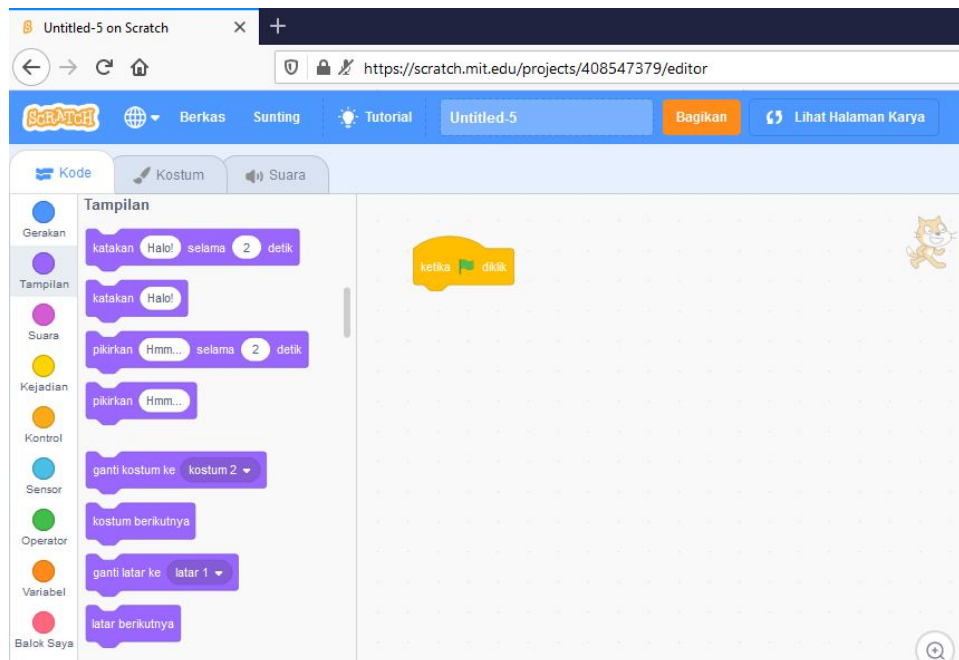 Untitled-5 on Scratch
https://scratch.mit.edu/projects/408547379/editor
SCRATCH Berkas Sunting Tutorial Untitled-5 Bagikan Lihat Halaman Karya
Kode Kostum Suara
Gerakan
Tampilan
Suara
Kejadian
Kontrol
Sensor
Operator
Variabel
Balok Saya
Tampilan
katakan Halo! selama 2 detik
katakan Halo!
pikirkan Hmm... selama 2 detik
pikirkan Hmm...
ganti kostum ke kostum 2
kostum berikutnya
ganti latar ke latar 1
latar berikutnya
ketika diklik